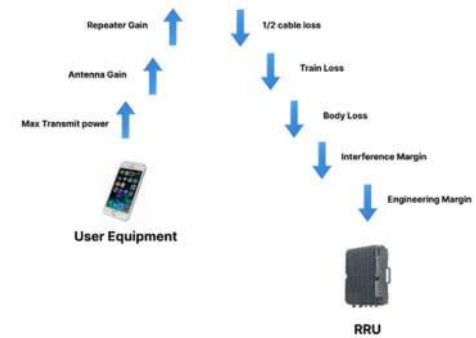 Repeater Gain
1/2 cable loss
Antenna Gain
Train Loss
Max Transmit power
Body Loss
Interference Margin
Engineering Margin
User Equipment
RRU